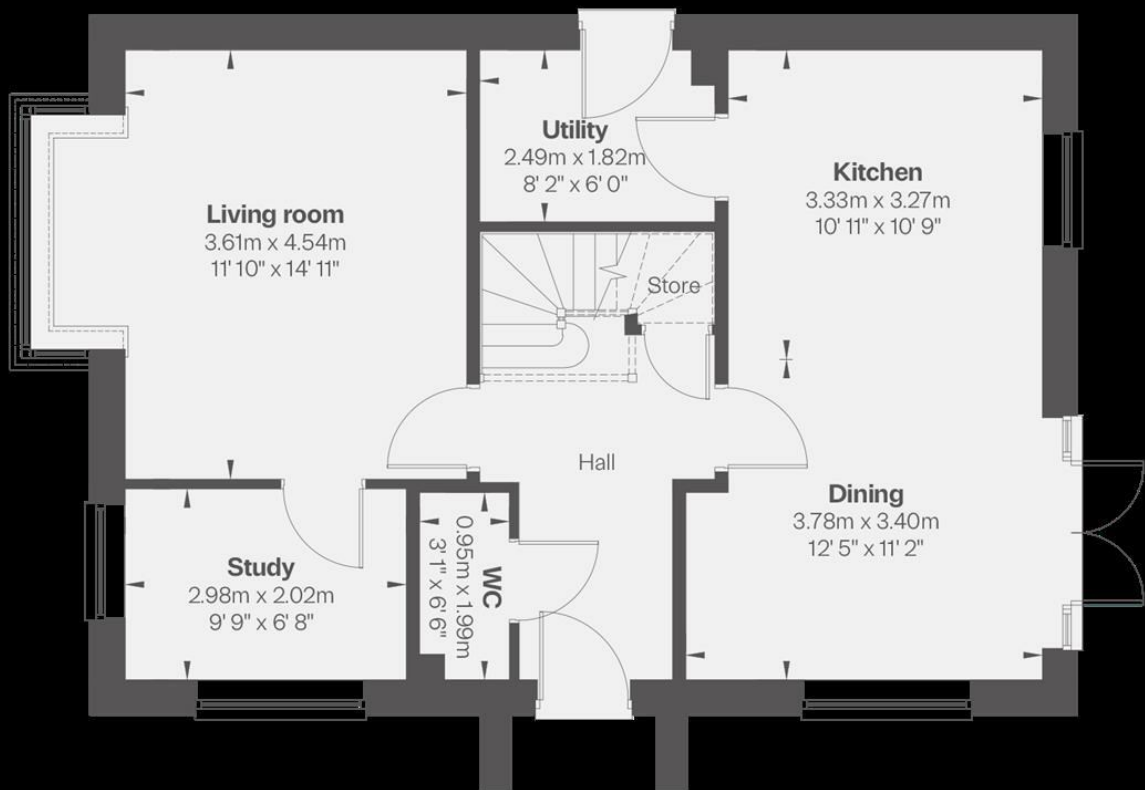 Utility
2.49m x 1.82m
8' 2" x 6' 0"
Kitchen
3.33m x 3.27m
10' 11" x 10' 9"
Living room
3.61m x 4.54m
11' 10" x 14' 11"
Store
Hall
Dining
3.78m x 3.40m
12' 5" x 11' 2"
Study
2.98m x 2.02m
9' 9" x 6' 8"
WC
0.95m x 1.99m
3' 1" x 6' 6"